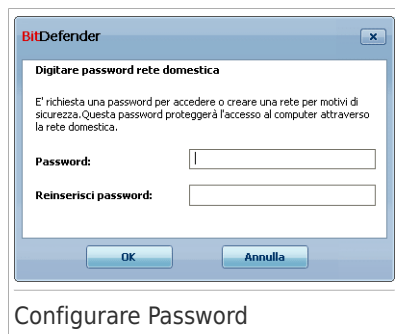 BitDefender
Digitare password rete domestica
E' richiesta una password per accedere o creare una rete per motivi di
sicurezza.Questa password proteggerà l'accesso al computer attraverso
la rete domestica.
Password:
Reinserisci password:
OK Annulla
Configurare Password